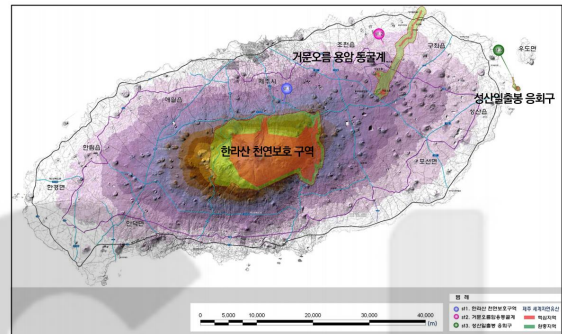 조천읍
구좌읍
우도면
거문오름 용암 동굴계
제주시
성산일출봉 응회구
애월읍
성산읍
한라산 천연보호 구역
한림읍
표선면
한경면
범 례
st1. 한라산 천연보호구역 제주 세계자연유산
st2. 거문오름용암동굴계 핵심지역
st3. 성산일출봉 응회구 완충지역
0 5,000 10,000 20,000 30,000 40,000
(m)